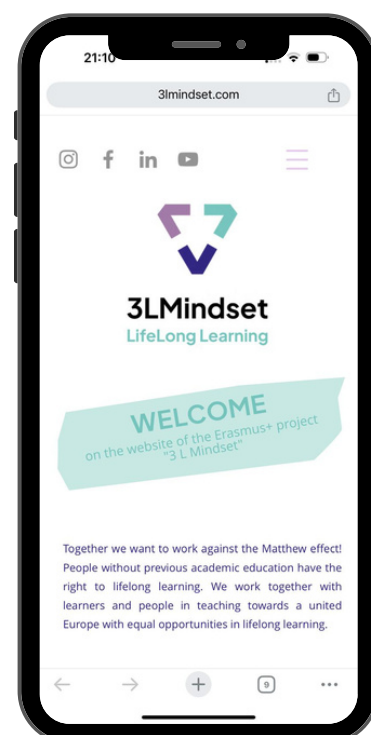 21:10
3lmindset.com
3LMindset
LifeLong Learning
WELCOME
on the website of the Erasmus+ project
"3 L Mindset"
Together we want to work against the Matthew effect!
People without previous academic education have the
right to lifelong learning. We work together with
learners and people in teaching towards a united
Europe with equal opportunities in lifelong learning.
9